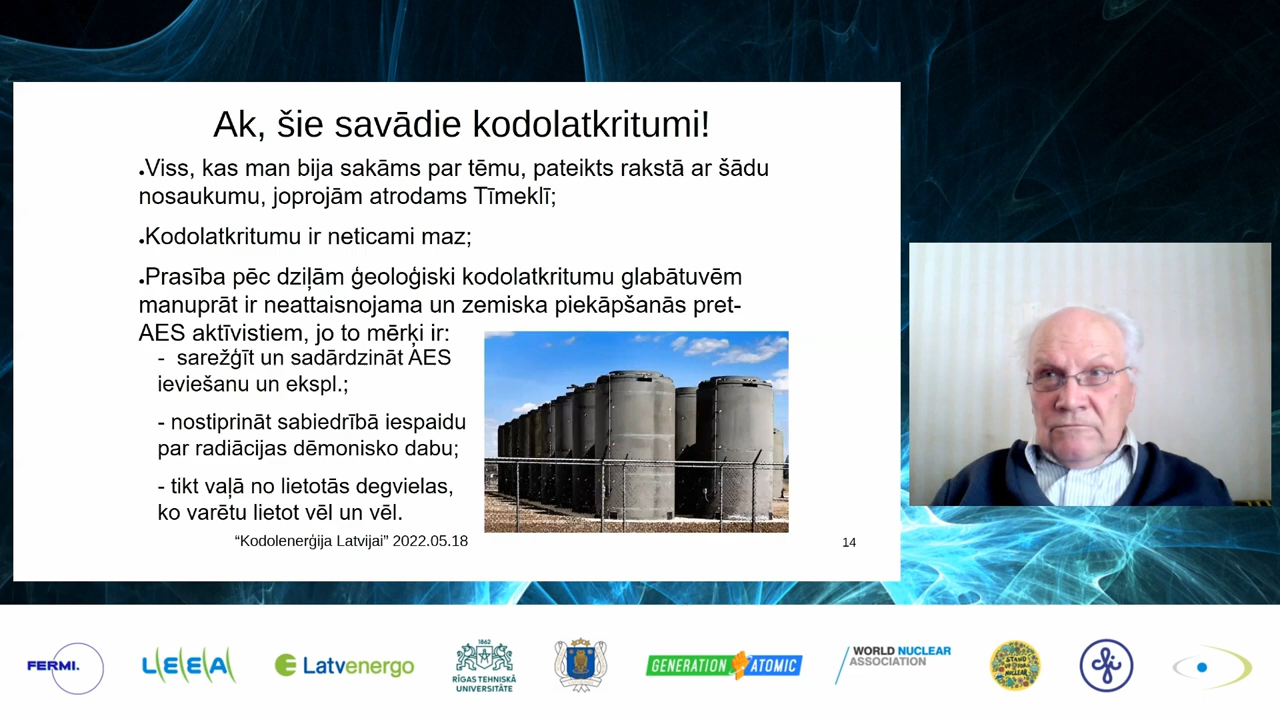 Ak, šie savādie kodolatkritumi!
•Viss, kas man bija sakāms par tēmu, pateikts rakstā ar šādu
nosaukumu, joprojām atrodams Tīmeklī;
•Kodolatkritumu ir neticami maz;
•Prasība pēc dziļām ģeoloģiski kodolatkritumu glabātuvēm
manuprāt ir neattaisnojama un zemiska piekāpšanās pret-
AES aktīvistiem, jo to mērķi ir:
- sarežģīt un sadārdzināt AES
ieviešanu un ekspl.;
- nostiprināt sabiedrībā iespaidu
par radiācijas dēmonisko dabu;
- tikt vaļā no lietotās degvielas,
ko varētu lietot vēl un vēl.
“Kodolenerģija Latvijai” 2022.05.18
14
FERMI.
LEEA
Latvenergo
1862
RĪGAS TEHNISKĀ
UNIVERSITĀTE
GENERATION ATOMIC
WORLD NUCLEAR
ASSOCIATION
STAND
UP FOR
NUCLEAR